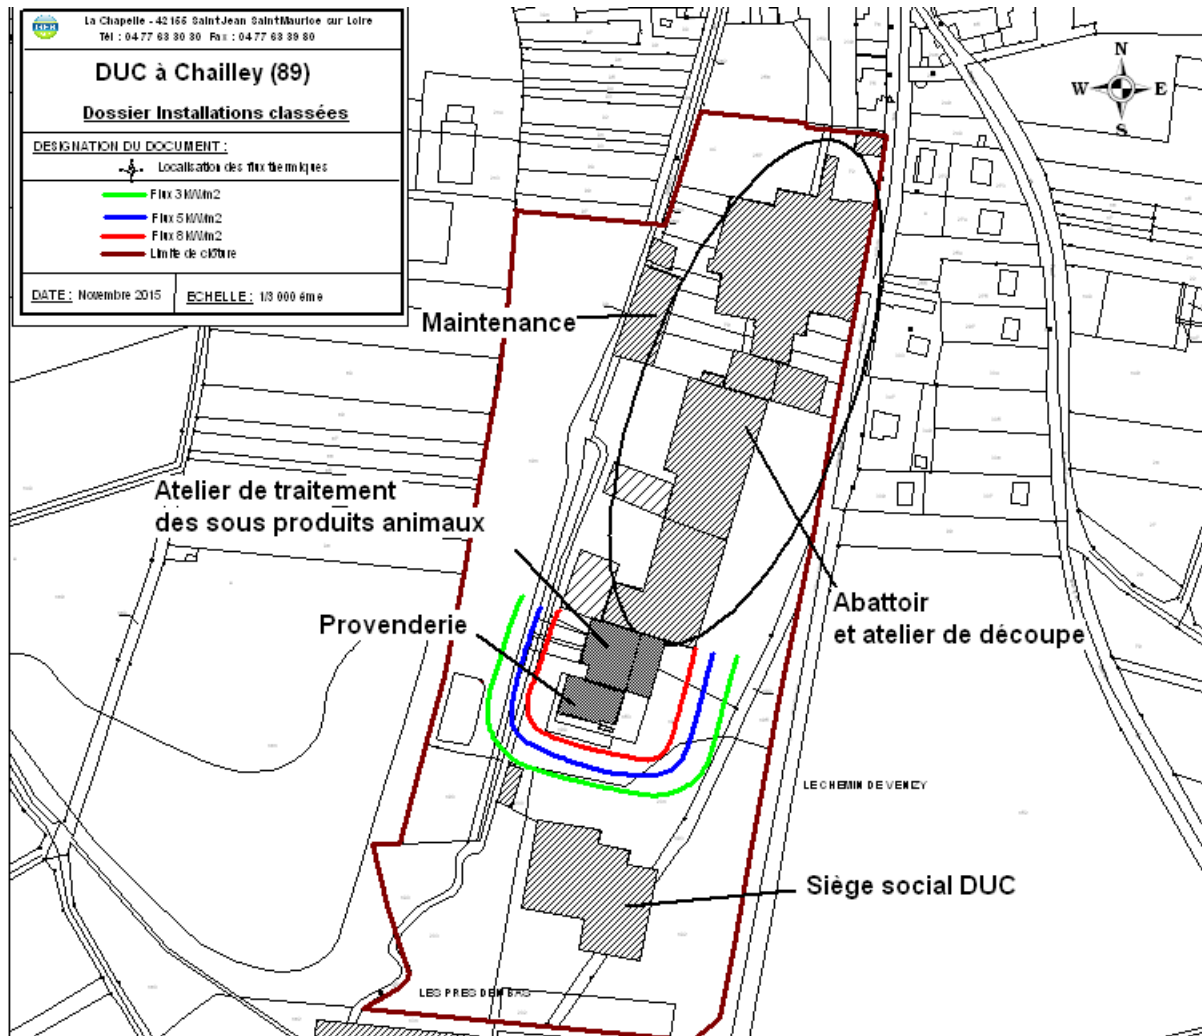 La Chapelle - 42155 Saint Jean Saint Maurice sur Loire
Tél : 04 77 63 30 30 Fax : 04 77 63 39 80
DUC à Chailley (89)
Dossier Installations classées
DESIGNATION DU DOCUMENT :
Localisation des flux thermiques
Flux 3 kW/m2
Flux 5 kW/m2
Flux 8 kW/m2
Limite de clôture
DATE : Novembre 2015 ECHELLE : 1/3 000 ème
N
W E
S
Maintenance
Atelier de traitement
des sous produits animaux
Provenderie
Abattoir
et atelier de découpe
LE CHEMIN DE VENIZY
Siège social DUC
LES PRES DEM BAS